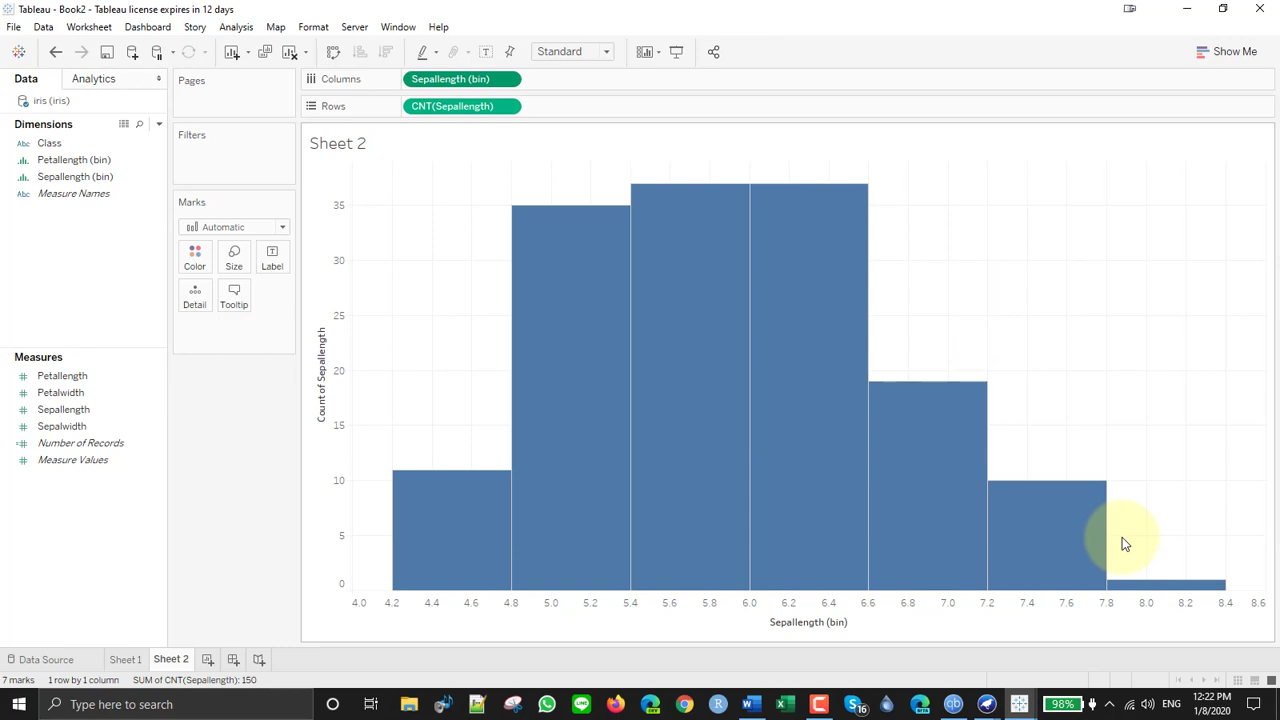 Tableau - Book2 - Tableau license expires in 12 days
File Data Worksheet Dashboard Story Analysis Map Format Server Window Help
Standard
Show Me
Data Analytics
iris (iris)
Dimensions
Abc Class
Petallength (bin)
Sepallength (bin)
Abc Measure Names
Measures
Petallength
Petalwidth
Sepallength
Sepalwidth
Number of Records
Measure Values
Pages
Filters
Marks
Automatic
Color Size Label
Detail Tooltip
Columns Sepallength (bin)
Rows CNT(Sepallength)
Sheet 2
35
30
25
20
15
10
5
0
Count of Sepallength
4.0 4.2 4.4 4.6 4.8 5.0 5.2 5.4 5.6 5.8 6.0 6.2 6.4 6.6 6.8 7.0 7.2 7.4 7.6 7.8 8.0 8.2 8.4 8.6
Sepallength (bin)
Data Source Sheet 1 Sheet 2
7 marks 1 row by 1 column SUM of CNT(Sepallength): 150
Type here to search
98%
ENG
12:22 PM
1/8/2020